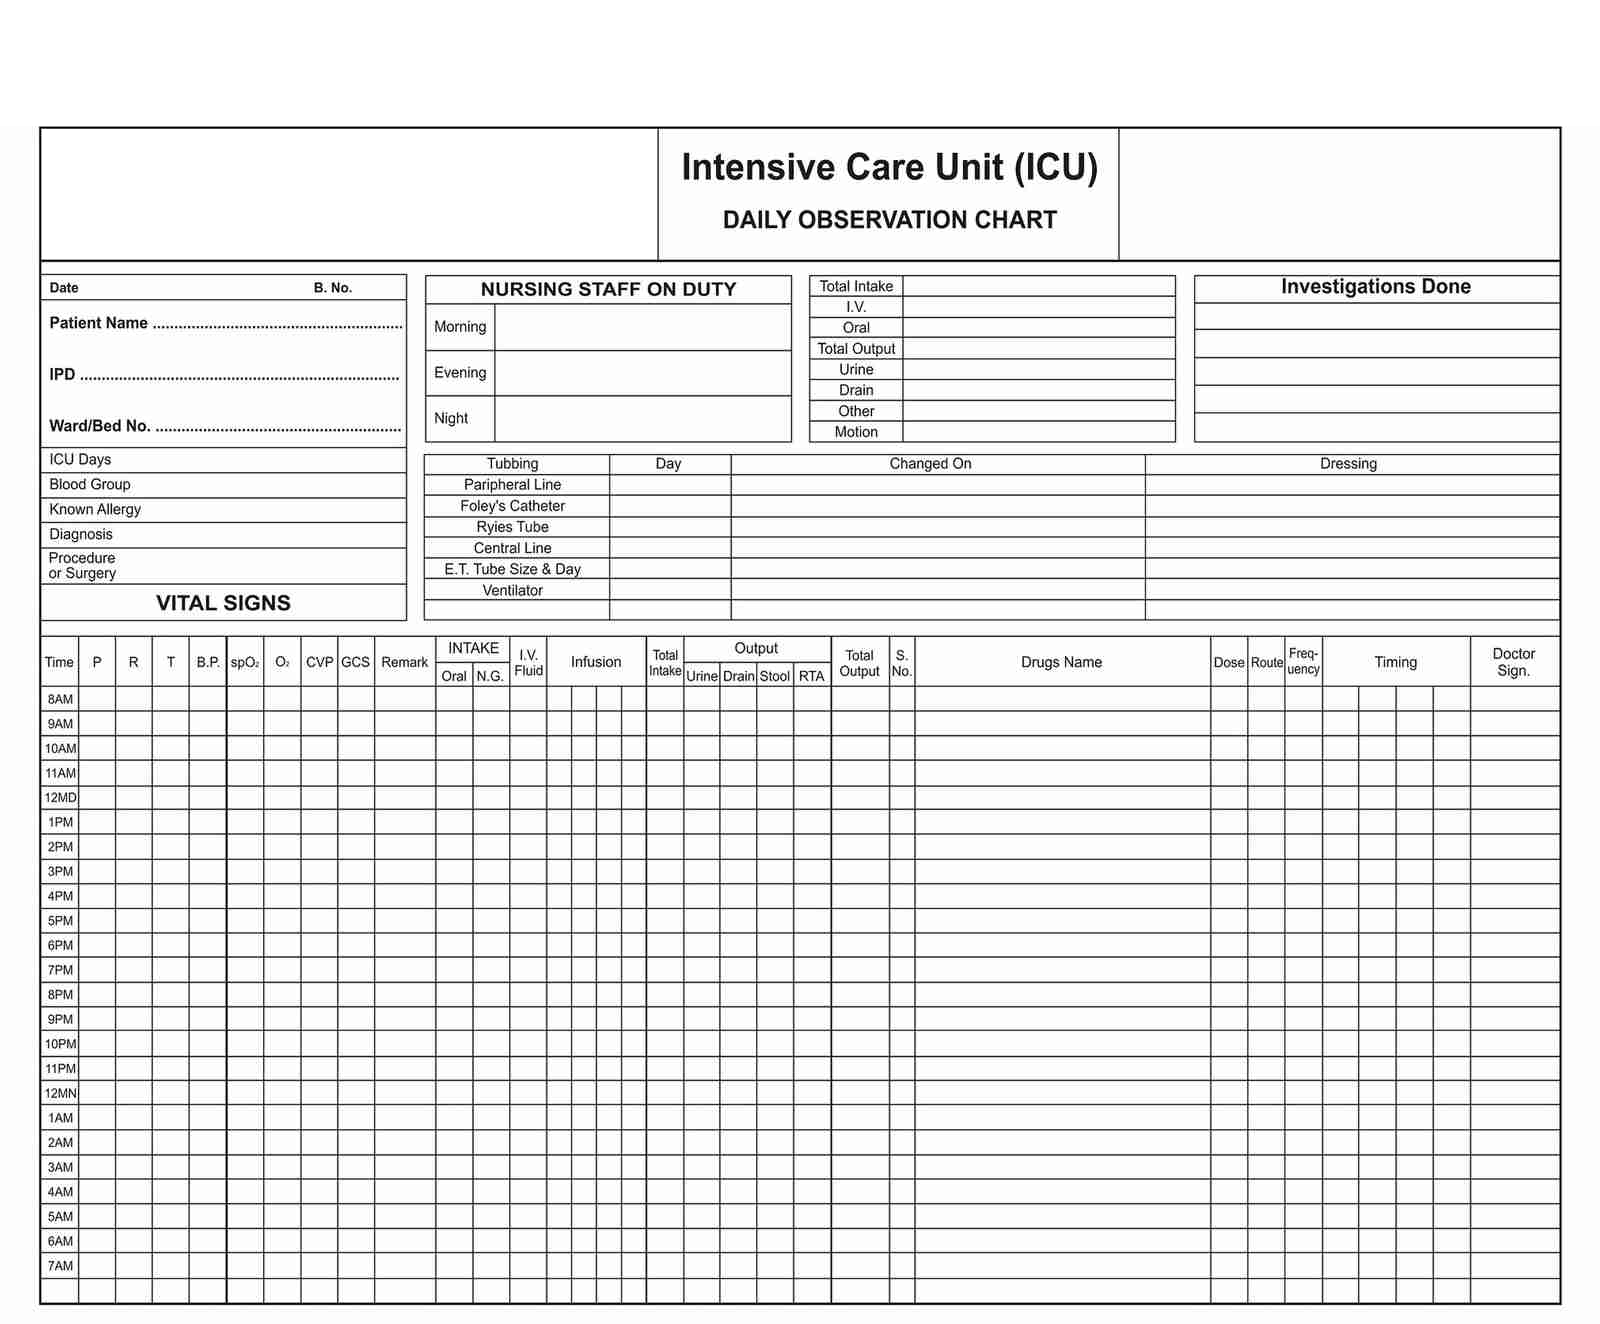 Intensive Care Unit (ICU)
DAILY OBSERVATION CHART
Date B. No.
Patient Name ........................................................
IPD ........................................................................
Ward/Bed No. .......................................................
ICU Days
Blood Group
Known Allergy
Diagnosis
Procedure
or Surgery
VITAL SIGNS
NURSING STAFF ON DUTY
Morning
Evening
Night
Total Intake
I.V.
Oral
Total Output
Urine
Drain
Other
Motion
Investigations Done
Tubbing Day Changed On Dressing
Paripheral Line
Foley's Catheter
Ryies Tube
Central Line
E.T. Tube Size & Day
Ventilator
Time P R T B.P. spO₂ O₂ CVP GCS Remark
INTAKE
Oral N.G.
I.V.
Fluid
Infusion
Total
Intake
Output
Urine Drain Stool RTA
Total
Output
S.
No.
Drugs Name
Dose Route
Freq-
uency
Timing
Doctor
Sign.
8AM
9AM
10AM
11AM
12MD
1PM
2PM
3PM
4PM
5PM
6PM
7PM
8PM
9PM
10PM
11PM
12MN
1AM
2AM
3AM
4AM
5AM
6AM
7AM